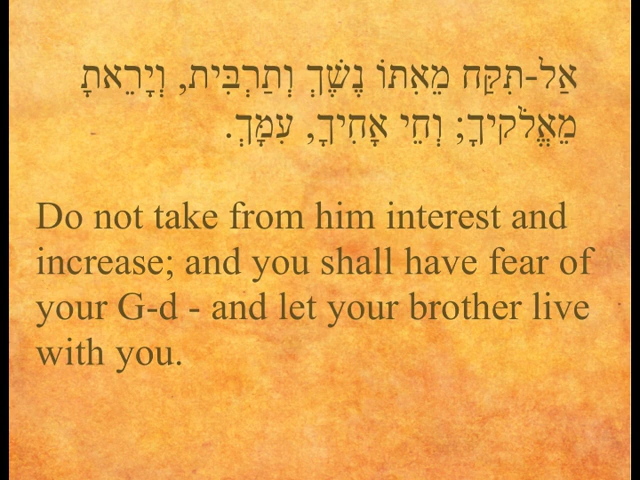 אַל-תִּקַּח מֵאִתּוֹ נֶשֶׁךְ וְתַרְבִּית, וְיָרֵאתָ
מֵאֱלֹקיךָ; וְחֵי אָחִיךָ, עִמָּךְ.
Do not take from him interest and
increase; and you shall have fear of
your G-d - and let your brother live
with you.